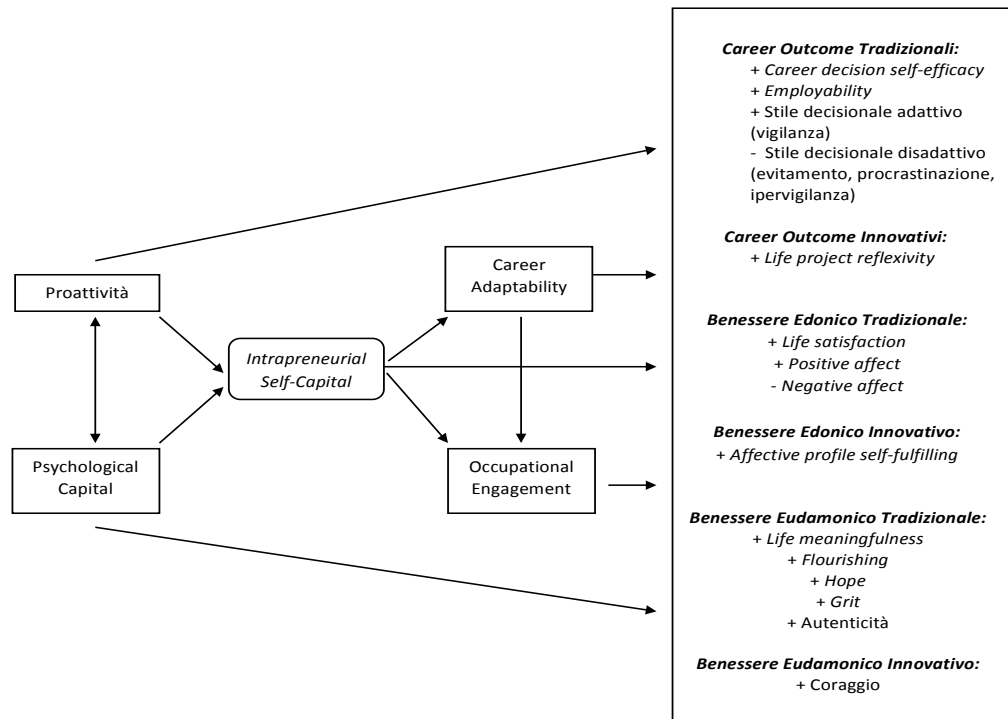 Career Outcome Tradizionali:
+ Career decision self-efficacy
+ Employability
+ Stile decisionale adattivo
(vigilanza)
- Stile decisionale disadattivo
(evitamento, procrastinazione,
ipervigilanza)
Career Outcome Innovativi:
+ Life project reflexivity
Benessere Edonico Tradizionale:
+ Life satisfaction
+ Positive affect
- Negative affect
Benessere Edonico Innovativo:
+ Affective profile self-fulfilling
Benessere Eudamonico Tradizionale:
+ Life meaningfulness
+ Flourishing
+ Hope
+ Grit
+ Autenticità
Benessere Eudamonico Innovativo:
+ Coraggio
Proattività
Psychological
Capital
Intrapreneurial
Self-Capital
Career
Adaptability
Occupational
Engagement